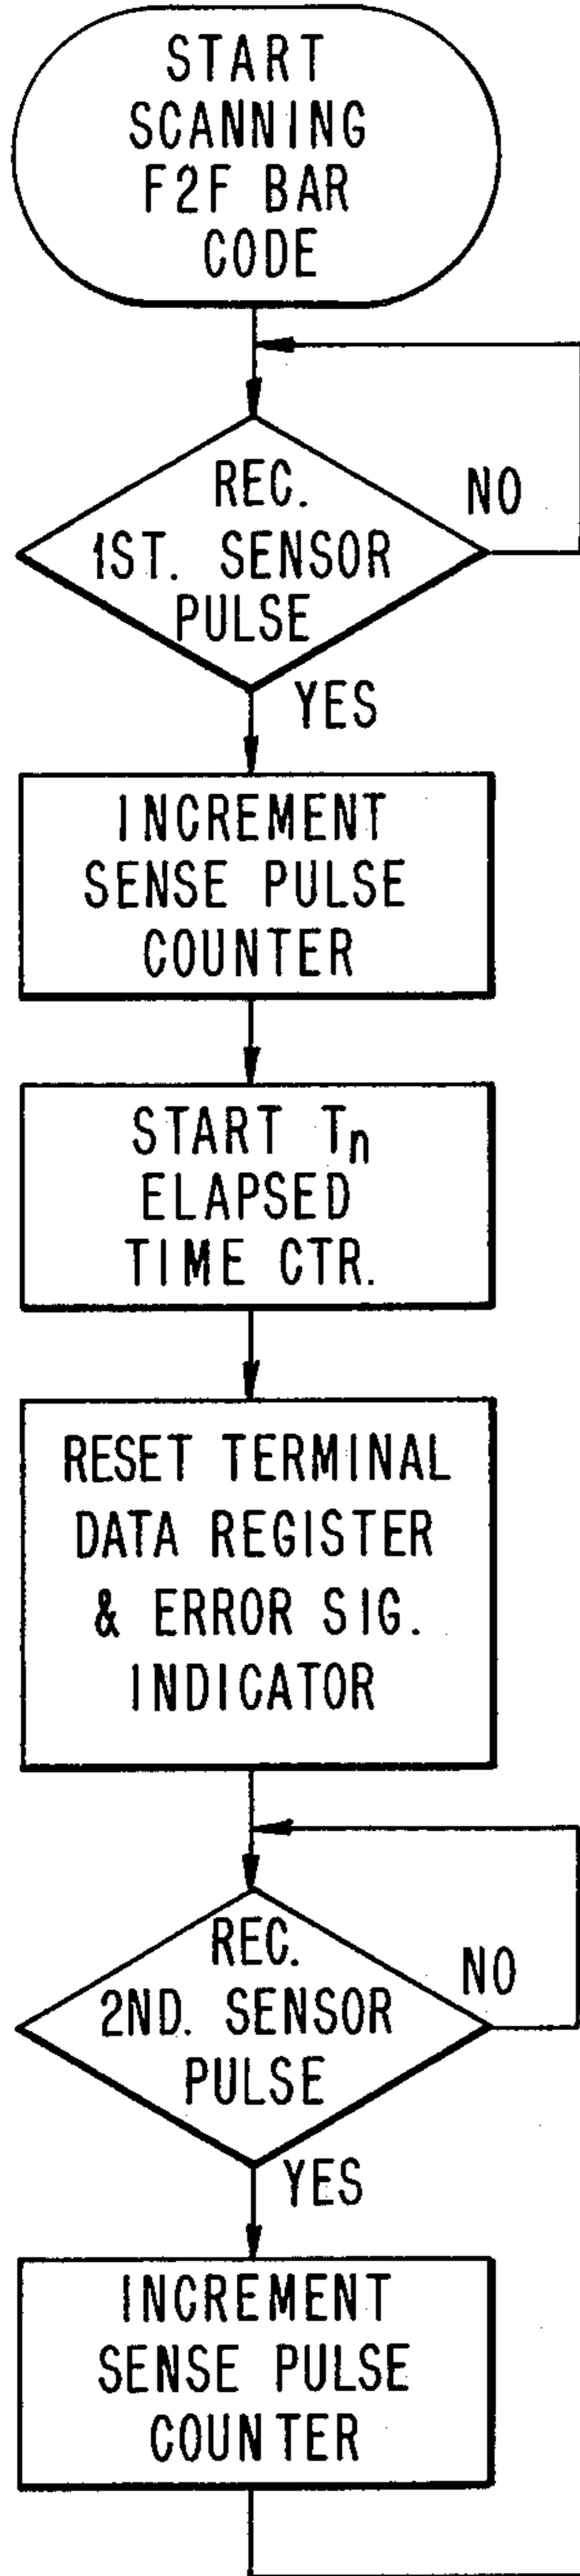 START
SCANNING
F2F BAR
CODE
REC.
1ST. SENSOR
PULSE
NO
YES
INCREMENT
SENSE PULSE
COUNTER
START Tn
ELAPSED
TIME CTR.
RESET TERMINAL
DATA REGISTER
& ERROR SIG.
INDICATOR
REC.
2ND. SENSOR
PULSE
NO
YES
INCREMENT
SENSE PULSE
COUNTER